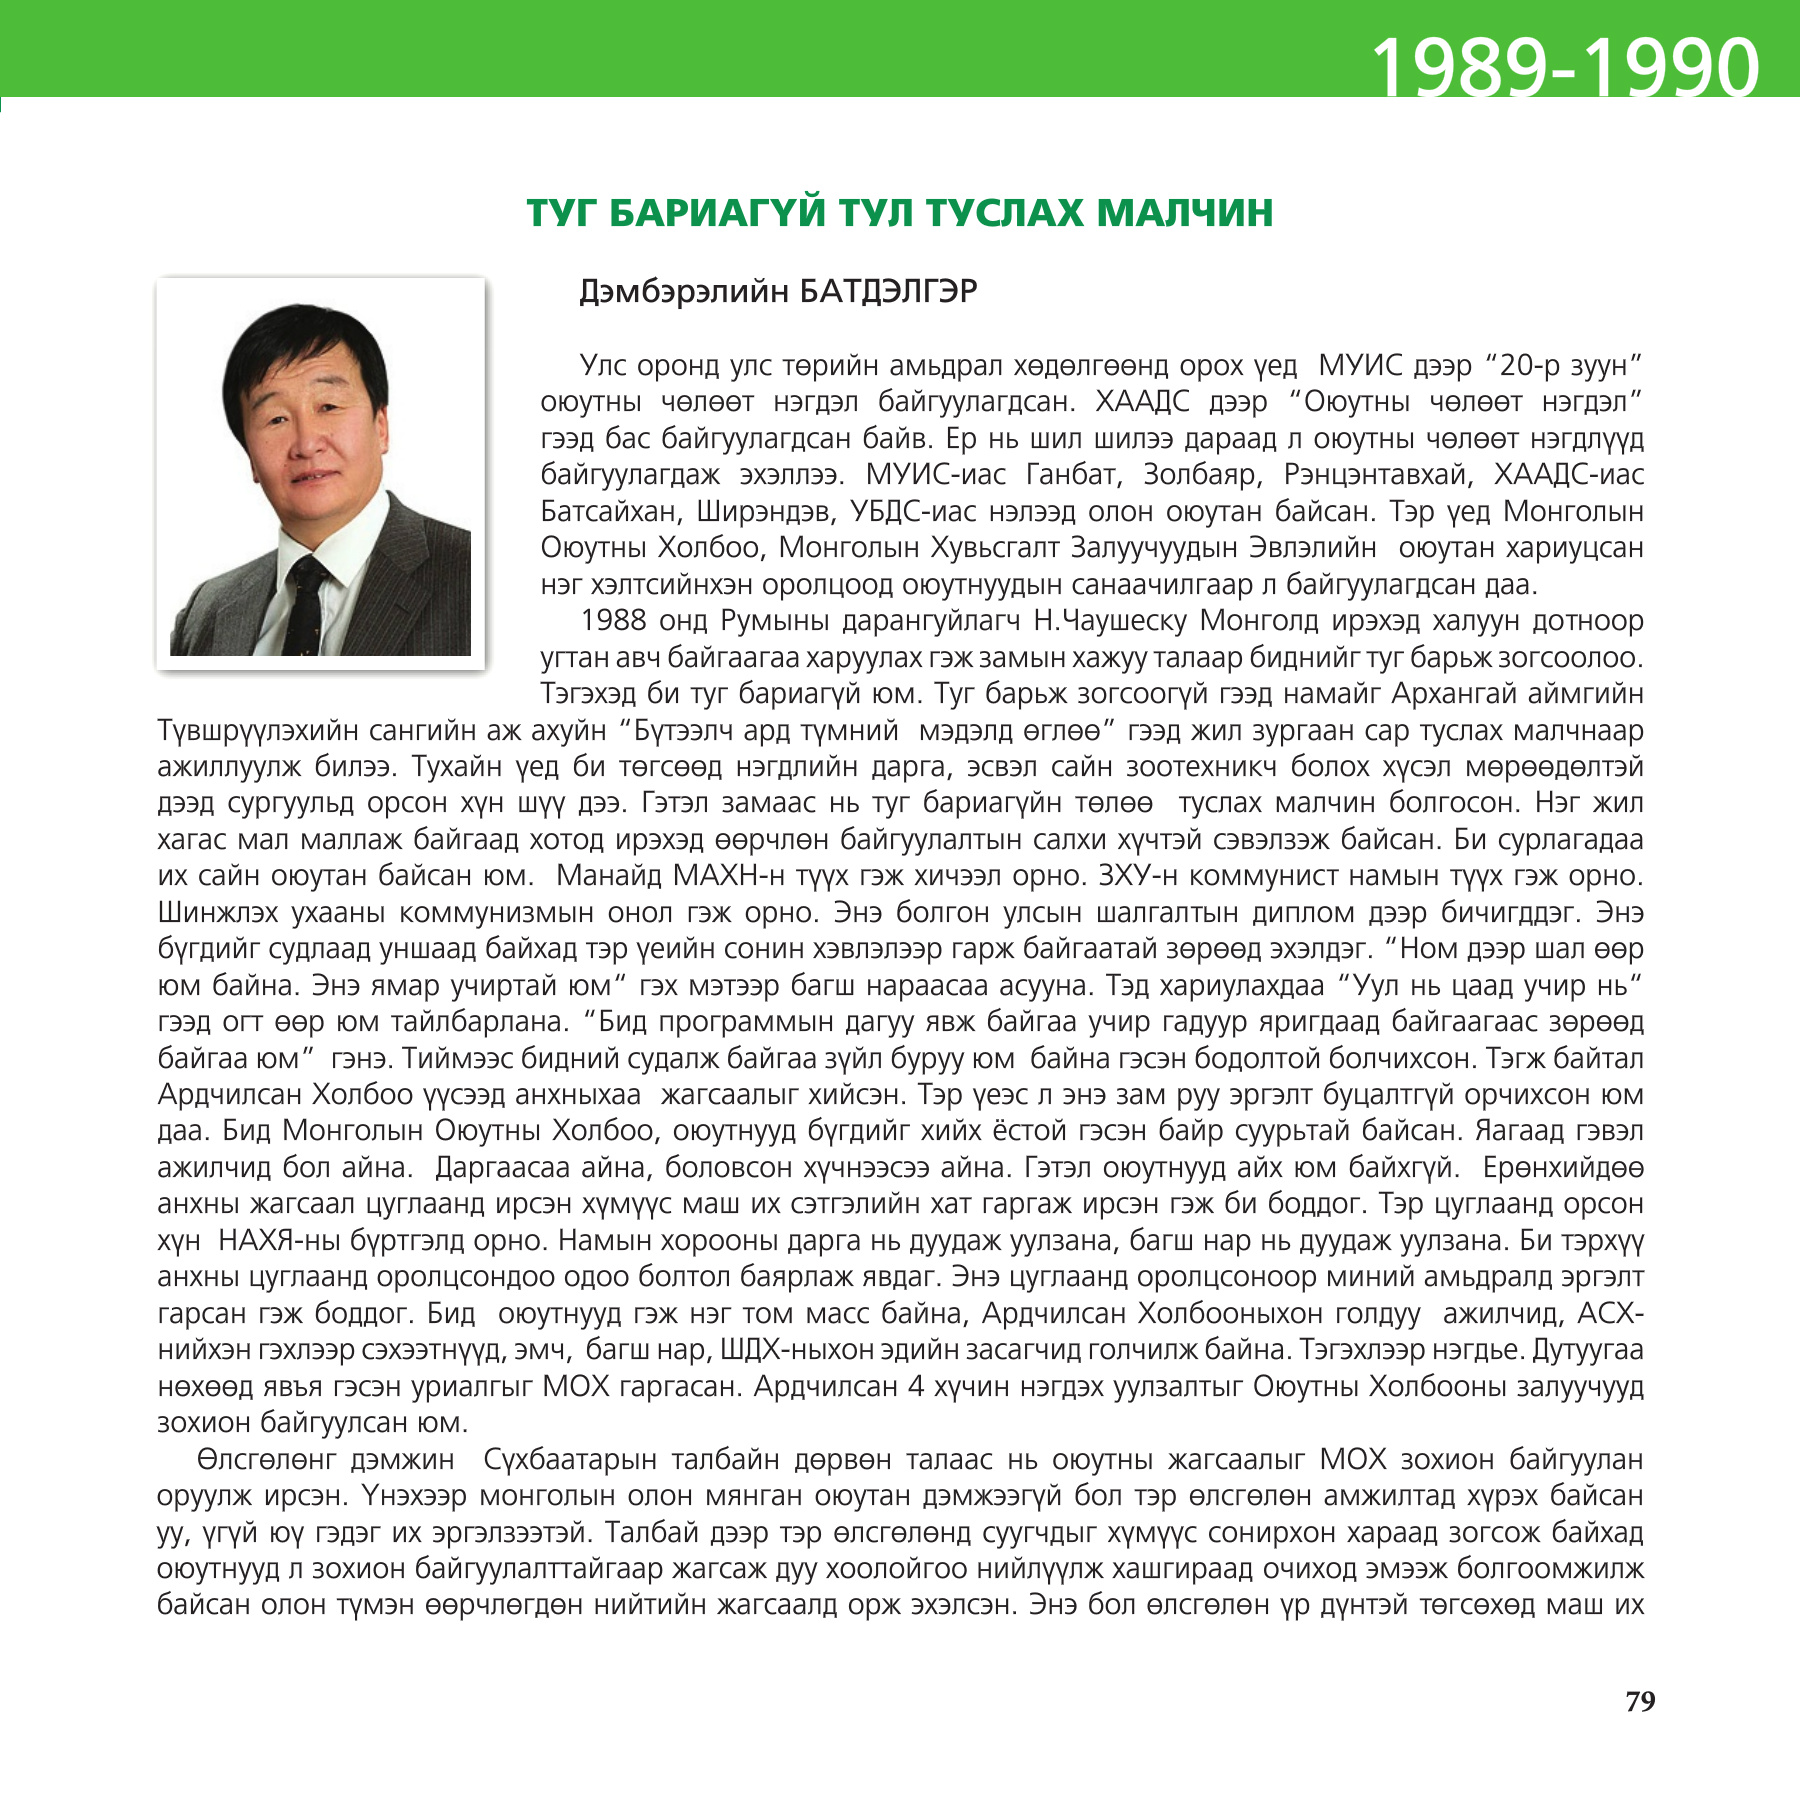 1989-1990
ТУГ БАРИАГҮЙ ТУЛ ТУСЛАХ МАЛЧИН
Дэмбэрэлийн БАТДЭЛГЭР
Улс оронд улс төрийн амьдрал хөдөлгөөнд орох үед МУИС дээр “20-р зуун”
оюутны чөлөөт нэгдэл байгуулагдсан. ХААДС дээр “Оюутны чөлөөт нэгдэл”
гээд бас байгуулагдсан байв. Ер нь шил шилээ дараад л оюутны чөлөөт нэгдлүүд
байгуулагдаж эхэллээ. МУИС-иас Ганбат, Золбаяр, Рэнцэнтавхай, ХААДС-иас
Батсайхан, Ширэндэв, УБДС-иас нэлээд олон оюутан байсан. Тэр үед Монголын
Оюутны Холбоо, Монголын Хувьсгалт Залуучуудын Эвлэлийн оюутан хариуцсан
нэг хэлтсийнхэн оролцоод оюутнуудын санаачилгаар л байгуулагдсан даа.
1988 онд Румыны дарангуйлагч Н.Чаушеску Монголд ирэхэд халуун дотноор
угтан авч байгаагаа харуулах гэж замын хажуу талаар биднийг туг барьж зогсоолоо.
Тэгэхэд би туг бариагүй юм. Туг барьж зогсоогүй гээд намайг Архангай аймгийн
Түвшрүүлэхийн сангийн аж ахуйн “Бүтээлч ард түмний мэдэлд өглөө” гээд жил зургаан сар туслах малчнаар
ажиллуулж билээ. Тухайн үед би төгсөөд нэгдлийн дарга, эсвэл сайн зоотехникч болох хүсэл мөрөөдөлтэй
дээд сургуульд орсон хүн шүү дээ. Гэтэл замаас нь туг бариагүйн төлөө туслах малчин болгосон. Нэг жил
хагас мал маллаж байгаад хотод ирэхэд өөрчлөн байгуулалтын салхи хүчтэй сэвэлзэж байсан. Би сурлагадаа
их сайн оюутан байсан юм. Манайд МАХН-н түүх гэж хичээл орно. ЗХУ-н коммунист намын түүх гэж орно.
Шинжлэх ухааны коммунизмын онол гэж орно. Энэ болгон улсын шалгалтын диплом дээр бичигддэг. Энэ
бүгдийг судлаад уншаад байхад тэр үеийн сонин хэвлэлээр гарж байгаатай зөрөөд эхэлдэг. “Ном дээр шал өөр
юм байна. Энэ ямар учиртай юм“ гэх мэтээр багш нараасаа асууна. Тэд хариулахдаа “Уул нь цаад учир нь“
гээд огт өөр юм тайлбарлана. “Бид программын дагуу явж байгаа учир гадуур яригдаад байгаагаас зөрөөд
байгаа юм” гэнэ. Тиймээс бидний судалж байгаа зүйл буруу юм байна гэсэн бодолтой болчихсон. Тэгж байтал
Ардчилсан Холбоо үүсээд анхныхаа жагсаалыг хийсэн. Тэр үеэс л энэ зам руу эргэлт буцалтгүй орчихсон юм
даа. Бид Монголын Оюутны Холбоо, оюутнууд бүгдийг хийх ёстой гэсэн байр суурьтай байсан. Яагаад гэвэл
ажилчид бол айна. Даргаасаа айна, боловсон хүчнээсээ айна. Гэтэл оюутнууд айх юм байхгүй. Ерөнхийдөө
анхны жагсаал цуглаанд ирсэн хүмүүс маш их сэтгэлийн хат гаргаж ирсэн гэж би боддог. Тэр цуглаанд орсон
хүн НАХЯ-ны бүртгэлд орно. Намын хорооны дарга нь дуудаж уулзана, багш нар нь дуудаж уулзана. Би тэрхүү
анхны цуглаанд оролцсондоо одоо болтол баярлаж явдаг. Энэ цуглаанд оролцсоноор миний амьдралд эргэлт
гарсан гэж боддог. Бид оюутнууд гэж нэг том масс байна, Ардчилсан Холбооныхон голдуу ажилчид, АСХ-
нийхэн гэхлээр сэхээтнүүд, эмч, багш нар, ШДХ-ныхон эдийн засагчид голчилж байна. Тэгэхлээр нэгдье. Дутуугаа
нөхөөд явъя гэсэн уриалгыг МОХ гаргасан. Ардчилсан 4 хүчин нэгдэх уулзалтыг Оюутны Холбооны залуучууд
зохион байгуулсан юм.
Өлсгөлөнг дэмжин Сүхбаатарын талбайн дөрвөн талаас нь оюутны жагсаалыг МОХ зохион байгуулан
оруулж ирсэн. Үнэхээр монголын олон мянган оюутан дэмжээгүй бол тэр өлсгөлөн амжилтад хүрэх байсан
уу, үгүй юү гэдэг их эргэлзээтэй. Талбай дээр тэр өлсгөлөнд суугчдыг хүмүүс сонирхон хараад зогсож байхад
оюутнууд л зохион байгуулалттайгаар жагсаж дуу хоолойгоо нийлүүлж хашгираад очиход эмээж болгоомжилж
байсан олон түмэн өөрчлөгдөн нийтийн жагсаалд орж эхэлсэн. Энэ бол өлсгөлөн үр дүнтэй төгсөхөд маш их
79